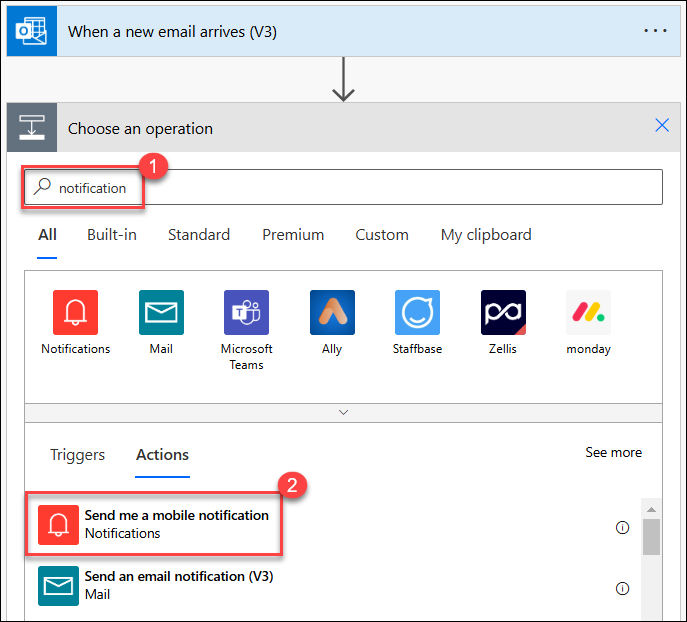 When a new email arrives (V3)
Choose an operation
1
notification
All Built-in Standard Premium Custom My clipboard
Notifications Mail Microsoft Teams Ally Staffbase Zellis monday
Triggers Actions See more
2
Send me a mobile notification
Notifications
Send an email notification (V3)
Mail